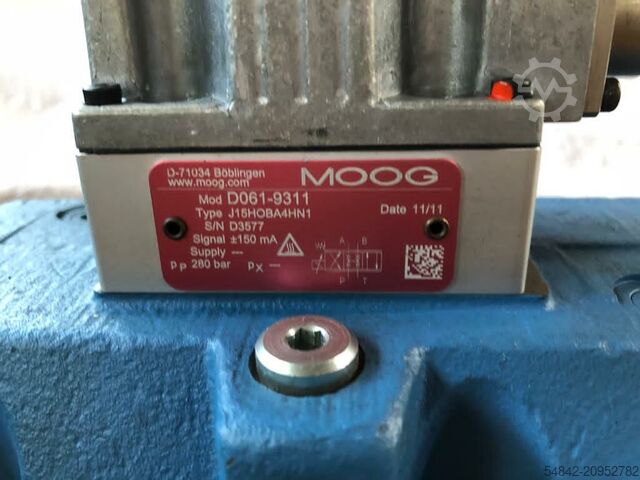 D-71034 Böblingen
www.moog.com
MOOG
Mod D061-9311
Type J15HOBA4HN1
Date 11/11
S/N D3577
Signal ±150 mA
Supply ---
pP 280 bar pX —
W A B
P T
54842-20952782